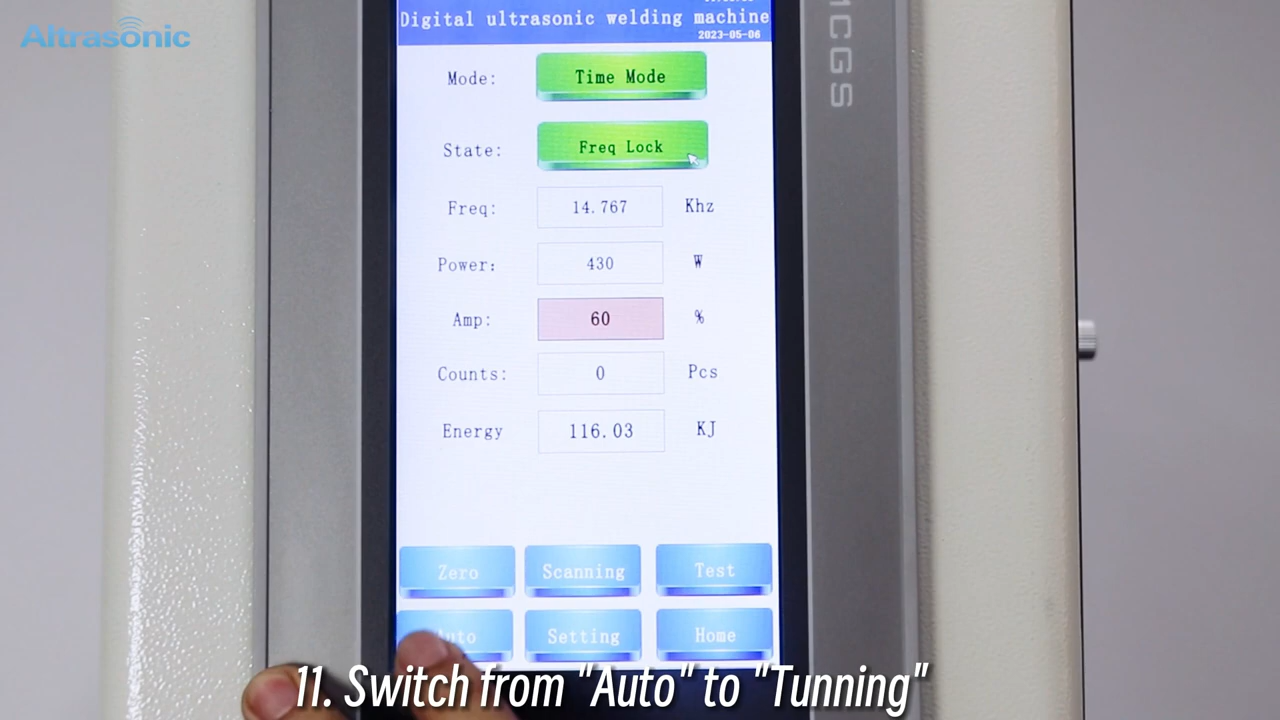 Altrasonic
Digital ultrasonic welding machine
2023-05-06
MCGS
Mode: Time Mode
State: Freq Lock
Freq: 14.767 Khz
Power: 430 W
Amp: 60 %
Counts: 0 Pcs
Energy 116.03 KJ
Zero Scanning Test
Auto Setting Home
11. Switch from "Auto" to "Tunning"